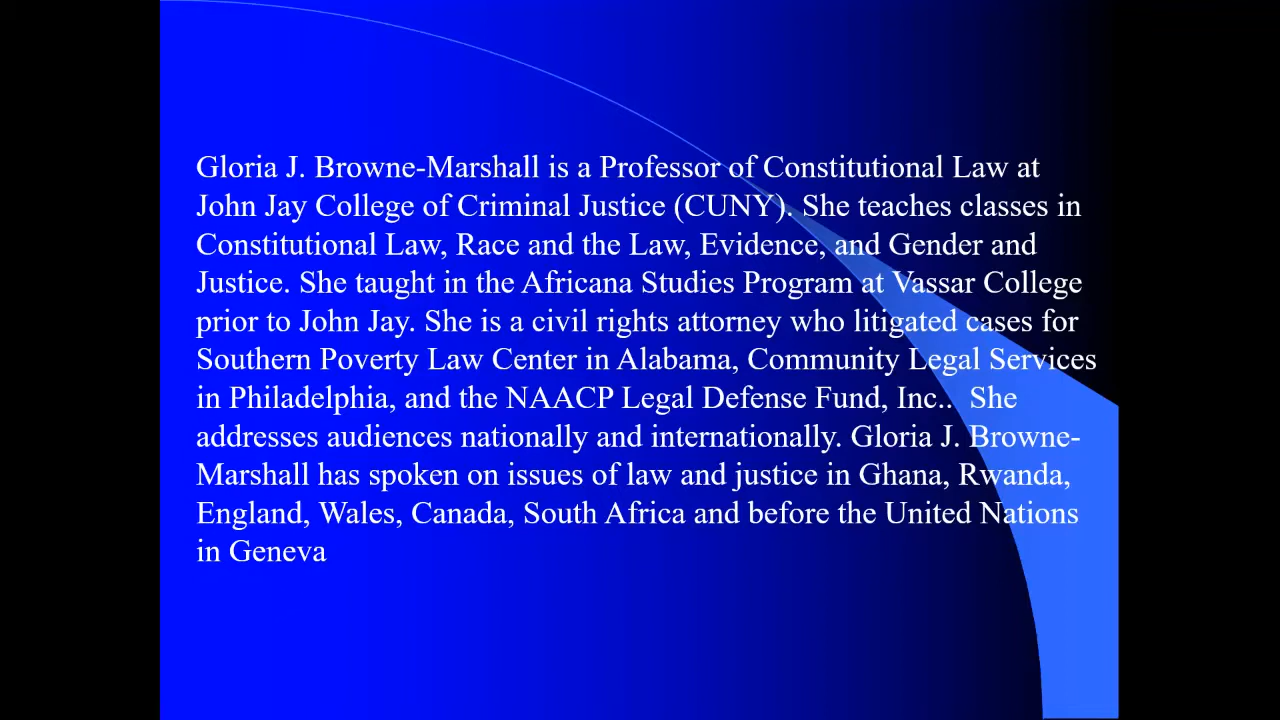 Gloria J. Browne-Marshall is a Professor of Constitutional Law at
John Jay College of Criminal Justice (CUNY). She teaches classes in
Constitutional Law, Race and the Law, Evidence, and Gender and
Justice. She taught in the Africana Studies Program at Vassar College
prior to John Jay. She is a civil rights attorney who litigated cases for
Southern Poverty Law Center in Alabama, Community Legal Services
in Philadelphia, and the NAACP Legal Defense Fund, Inc..  She
addresses audiences nationally and internationally. Gloria J. Browne-
Marshall has spoken on issues of law and justice in Ghana, Rwanda,
England, Wales, Canada, South Africa and before the United Nations
in Geneva